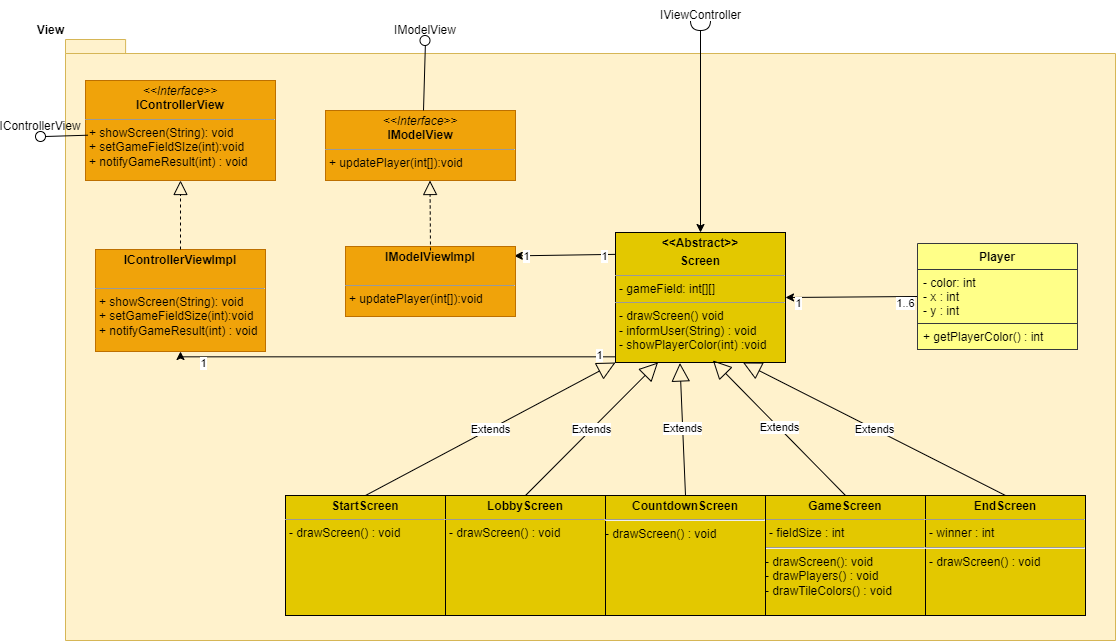 IViewController
View
IModelView
<<Interface>>
IControllerView
+ showScreen(String): void
+ setGameFieldSIze(int):void
+ notifyGameResult(int) : void
IControllerView
<<Interface>>
IModelView
+ updatePlayer(int[]):void
IControllerViewImpl
+ showScreen(String): void
+ setGameFieldSize(int):void
+ notifyGameResult(int) : void
IModelViewImpl
+ updatePlayer(int[]):void
1
1
<<Abstract>>
Screen
- gameField: int[][]
- drawScreen() void
- informUser(String) : void
- showPlayerColor(int) :void
1
1..6
Player
- color: int
- x : int
- y : int
+ getPlayerColor() : int
1
1
Extends
Extends
Extends
Extends
Extends
StartScreen
- drawScreen() : void
LobbyScreen
- drawScreen() : void
CountdownScreen
- drawScreen() : void
GameScreen
- fieldSize : int
- drawScreen(): void
- drawPlayers() : void
- drawTileColors() : void
EndScreen
- winner : int
- drawScreen() : void